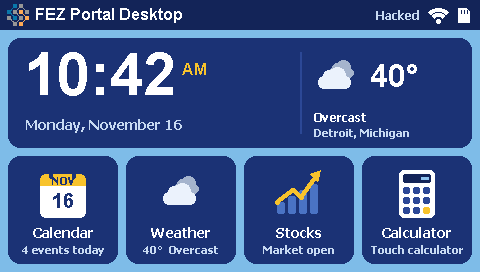 FEZ Portal Desktop
Hacked
10:42 AM
Monday, November 16
40°
Overcast
Detroit, Michigan
NOV
16
Calendar
4 events today
Weather
40° Overcast
Stocks
Market open
Calculator
Touch calculator